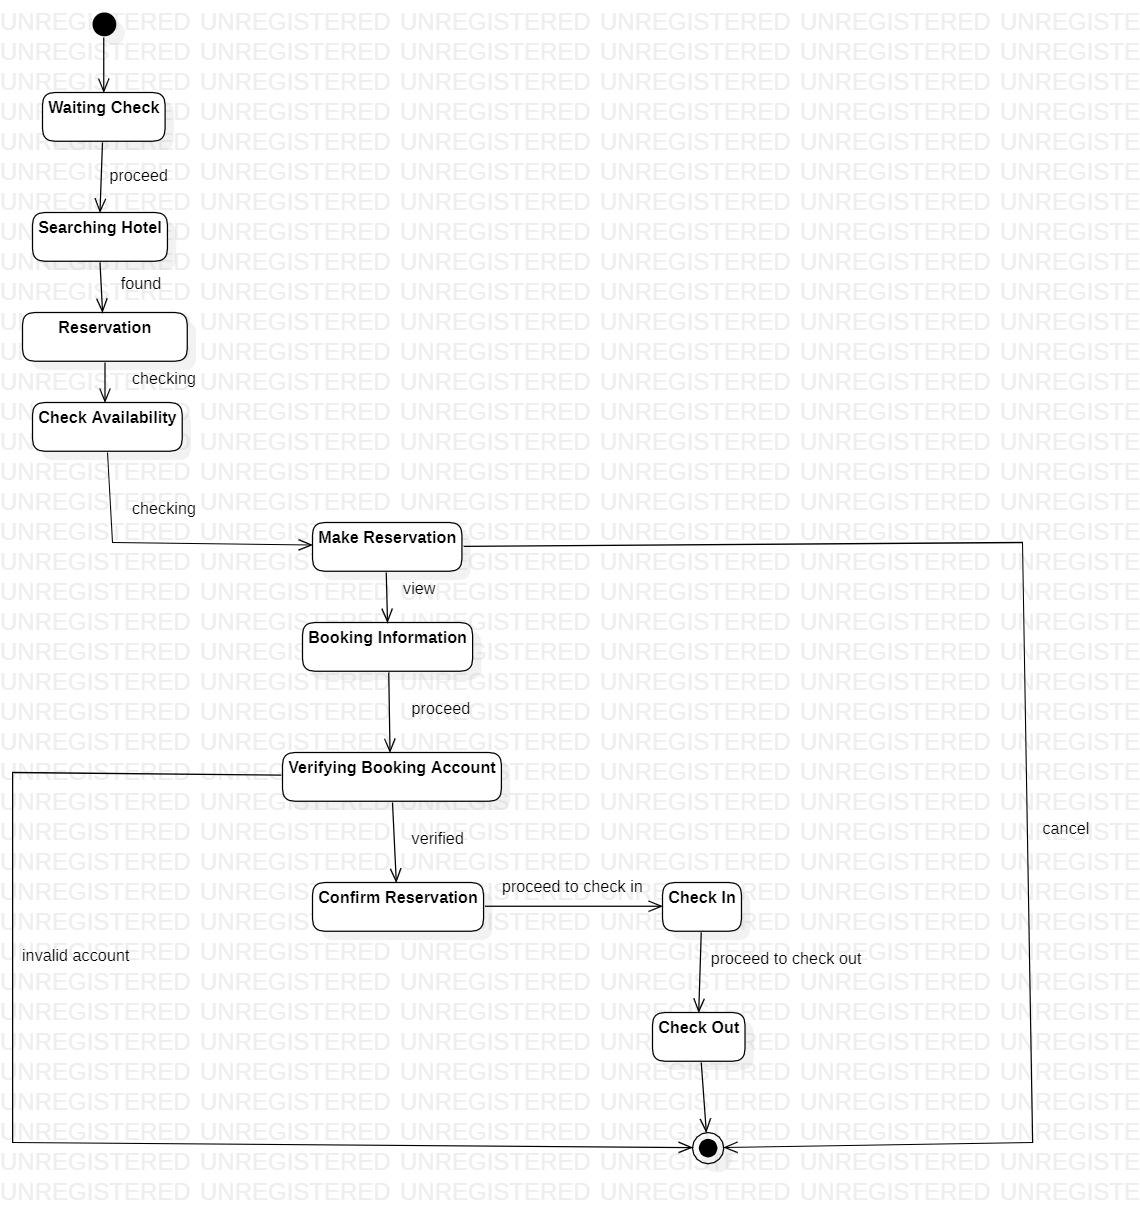 Waiting Check
proceed
Searching Hotel
found
Reservation
checking
Check Availability
checking
Make Reservation
view
Booking Information
proceed
Verifying Booking Account
verified
cancel
Confirm Reservation
proceed to check in
Check In
invalid account
proceed to check out
Check Out
UNREGISTERED